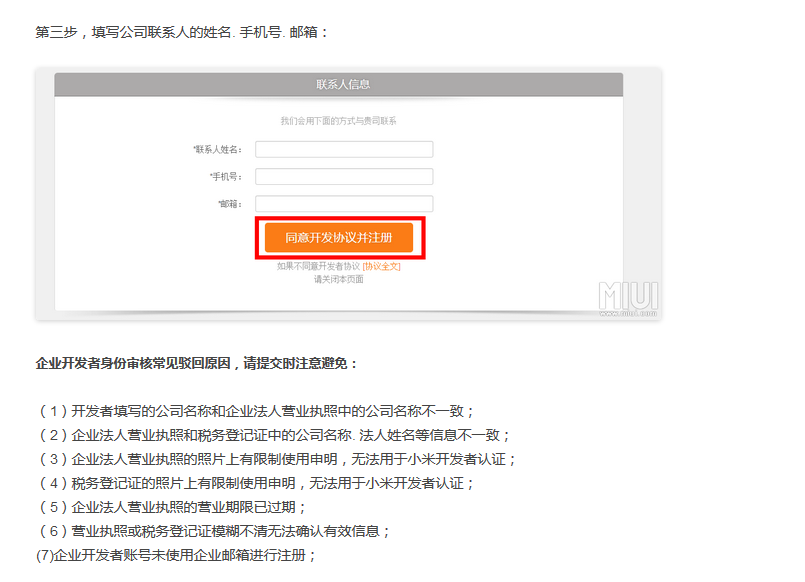 第三步，填写公司联系人的姓名. 手机号. 邮箱：
联系人信息
我们会用下面的方式与贵司联系
*联系人姓名：
*手机号：
*邮箱：
同意开发协议并注册
如果不同意开发者协议 [协议全文]
请关闭本页面
MIUI
www.miui.com
企业开发者身份审核常见驳回原因，请提交时注意避免：
（1）开发者填写的公司名称和企业法人营业执照中的公司名称不一致；
（2）企业法人营业执照和税务登记证中的公司名称. 法人姓名等信息不一致；
（3）企业法人营业执照的照片上有限制使用申明，无法用于小米开发者认证；
（4）税务登记证的照片上有限制使用申明，无法用于小米开发者认证；
（5）企业法人营业执照的营业期限已过期；
（6）营业执照或税务登记证模糊不清无法确认有效信息；
(7)企业开发者账号未使用企业邮箱进行注册；